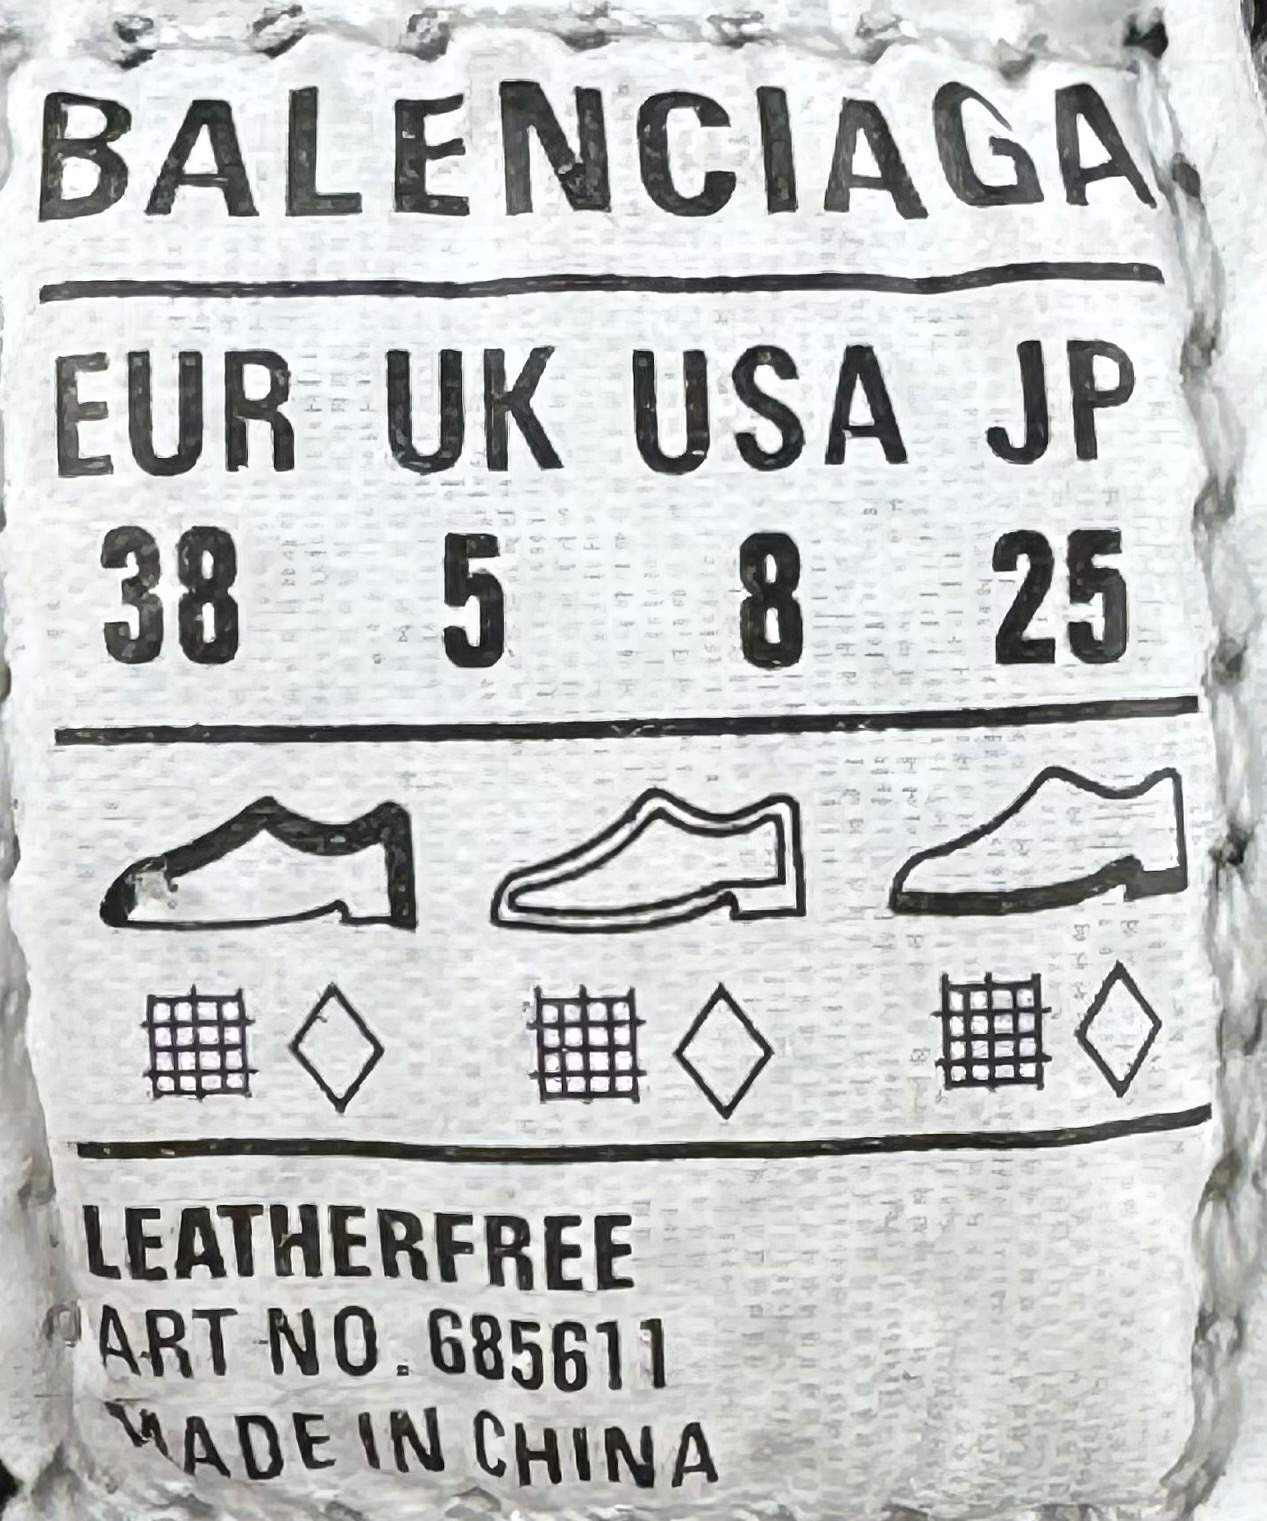 BALENCIAGA
EUR UK USA JP
38 5 8 25
LEATHERFREE
ART NO. 685611
MADE IN CHINA